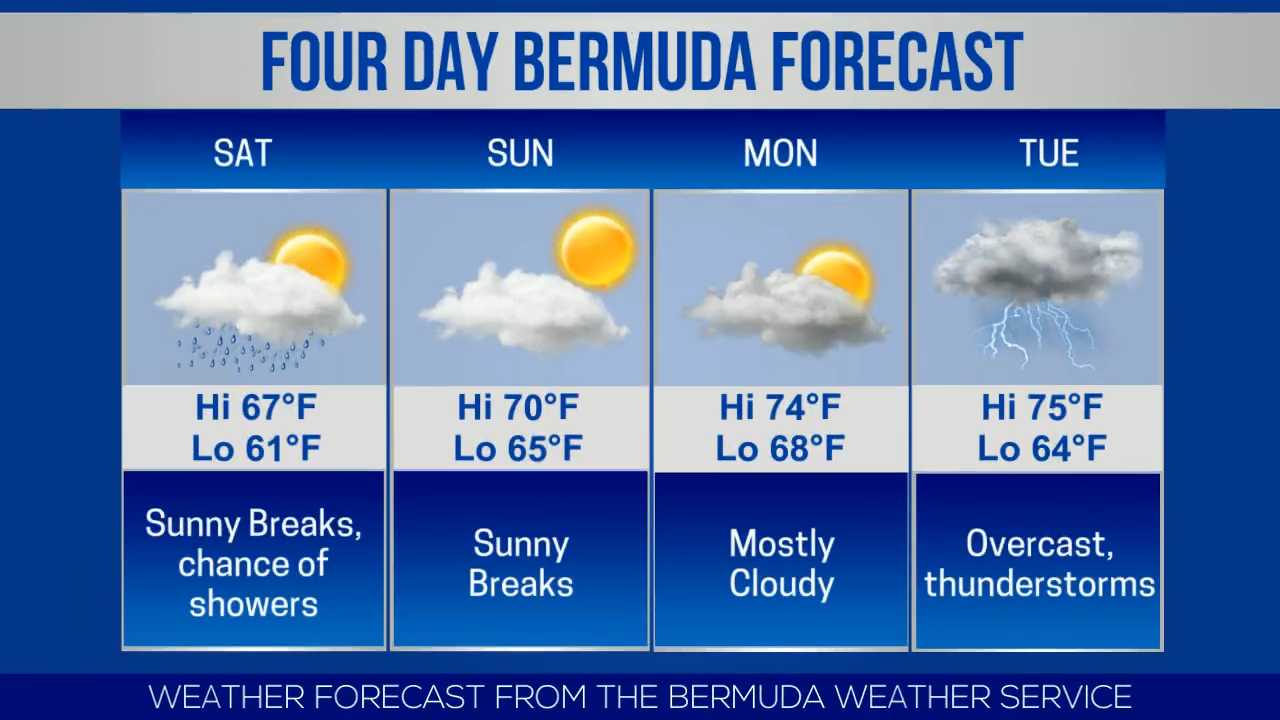 FOUR DAY BERMUDA FORECAST
SAT
SUN
MON
TUE
Hi 67°F
Lo 61°F
Hi 70°F
Lo 65°F
Hi 74°F
Lo 68°F
Hi 75°F
Lo 64°F
Sunny Breaks,
chance of
showers
Sunny
Breaks
Mostly
Cloudy
Overcast,
thunderstorms
WEATHER FORECAST FROM THE BERMUDA WEATHER SERVICE